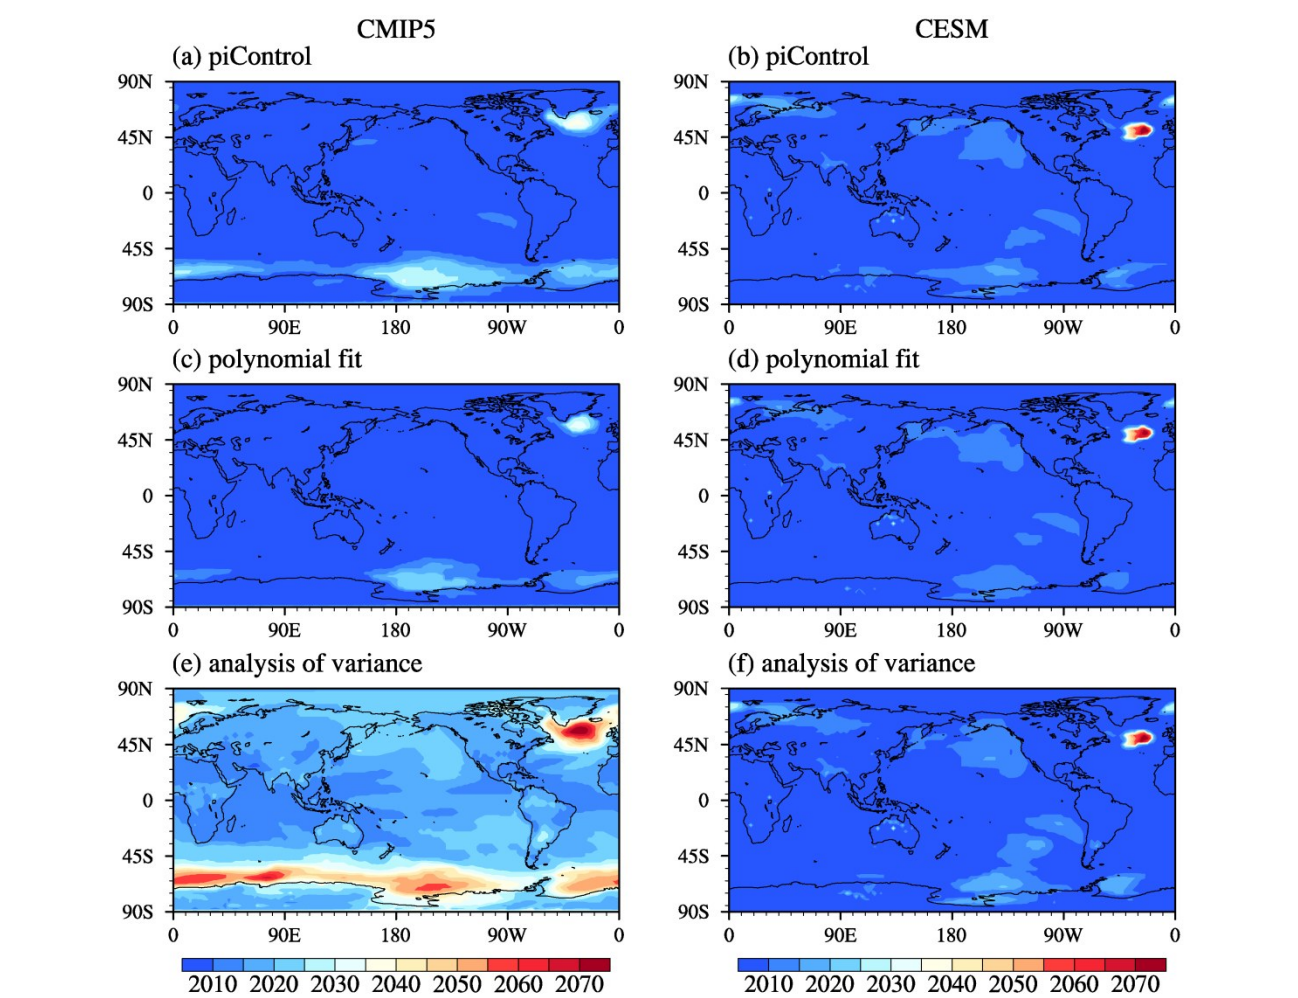 CMIP5 CESM
(a) piControl (b) piControl
90N 90N
45N 45N
0 0
45S 45S
90S 90S
0 90E 180 90W 0 0 90E 180 90W 0
(c) polynomial fit (d) polynomial fit
90N 90N
45N 45N
0 0
45S 45S
90S 90S
0 90E 180 90W 0 0 90E 180 90W 0
(e) analysis of variance (f) analysis of variance
90N 90N
45N 45N
0 0
45S 45S
90S 90S
0 90E 180 90W 0 0 90E 180 90W 0
2010 2020 2030 2040 2050 2060 2070 2010 2020 2030 2040 2050 2060 2070